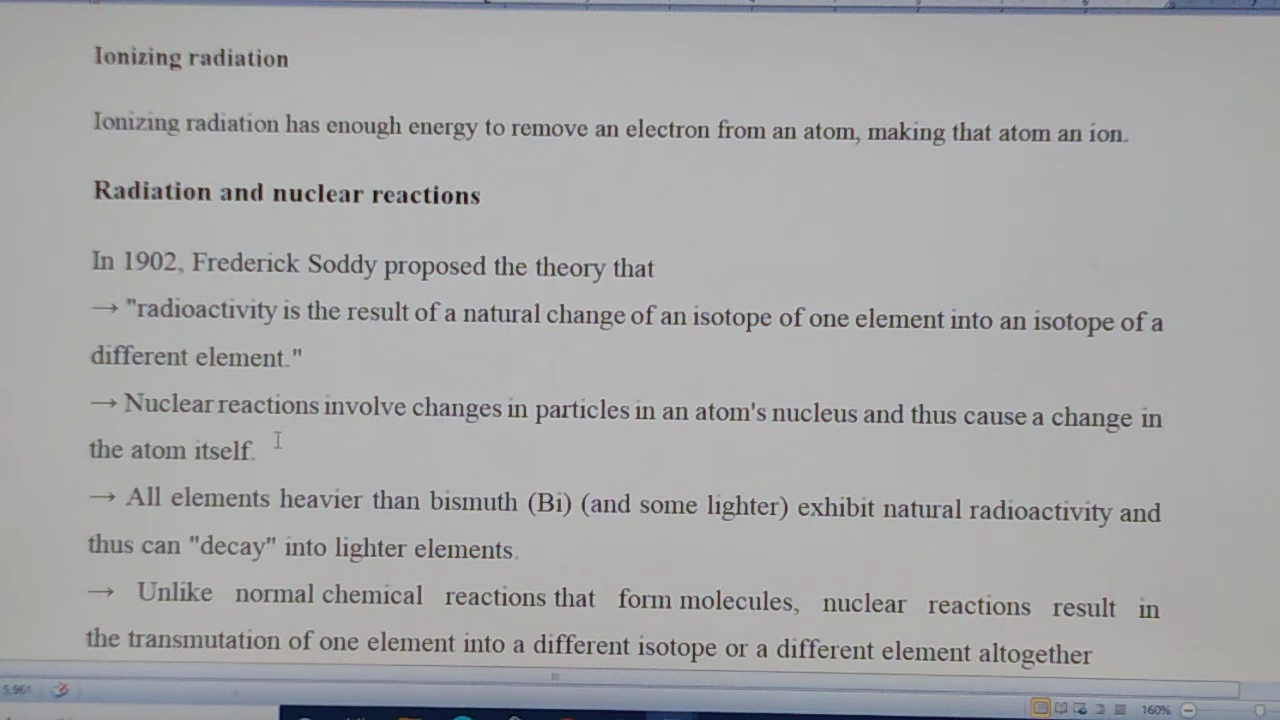 Ionizing radiation
Ionizing radiation has enough energy to remove an electron from an atom, making that atom an ion.
Radiation and nuclear reactions
In 1902, Frederick Soddy proposed the theory that
→ "radioactivity is the result of a natural change of an isotope of one element into an isotope of a
different element."
→ Nuclear reactions involve changes in particles in an atom's nucleus and thus cause a change in
the atom itself.
→ All elements heavier than bismuth (Bi) (and some lighter) exhibit natural radioactivity and
thus can "decay" into lighter elements.
→ Unlike normal chemical reactions that form molecules, nuclear reactions result in
the transmutation of one element into a different isotope or a different element altogether
160%